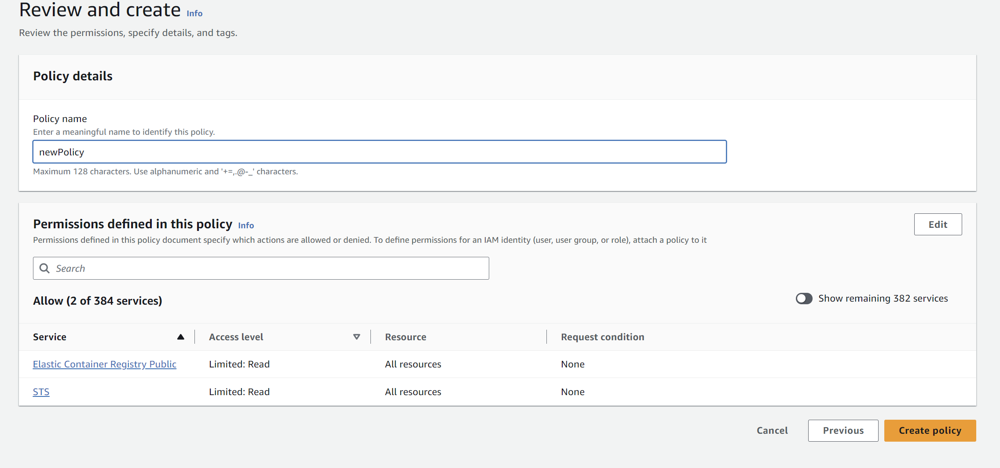 Review and create Info
Review the permissions, specify details, and tags.
Policy details
Policy name
Enter a meaningful name to identify this policy.
newPolicy
Maximum 128 characters. Use alphanumeric and '+=,.@-_' characters.
Permissions defined in this policy Info
Edit
Permissions defined in this policy document specify which actions are allowed or denied. To define permissions for an IAM identity (user, user group, or role), attach a policy to it
Search
Allow (2 of 384 services)
Show remaining 382 services
Service Access level Resource Request condition
Elastic Container Registry Public Limited: Read All resources None
STS Limited: Read All resources None
Cancel Previous Create policy